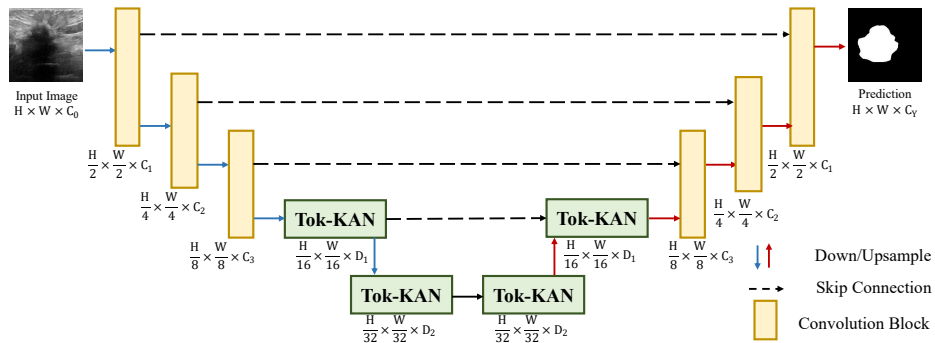 Input Image
H × W × C₀
Prediction
H × W × C_Y
H/2 × W/2 × C₁
H/2 × W/2 × C₁
H/4 × W/4 × C₂
H/4 × W/4 × C₂
H/8 × W/8 × C₃
H/8 × W/8 × C₃
Tok-KAN
Tok-KAN
H/16 × W/16 × D₁
H/16 × W/16 × D₁
Tok-KAN
Tok-KAN
H/32 × W/32 × D₂
H/32 × W/32 × D₂
Down/Upsample
Skip Connection
Convolution Block